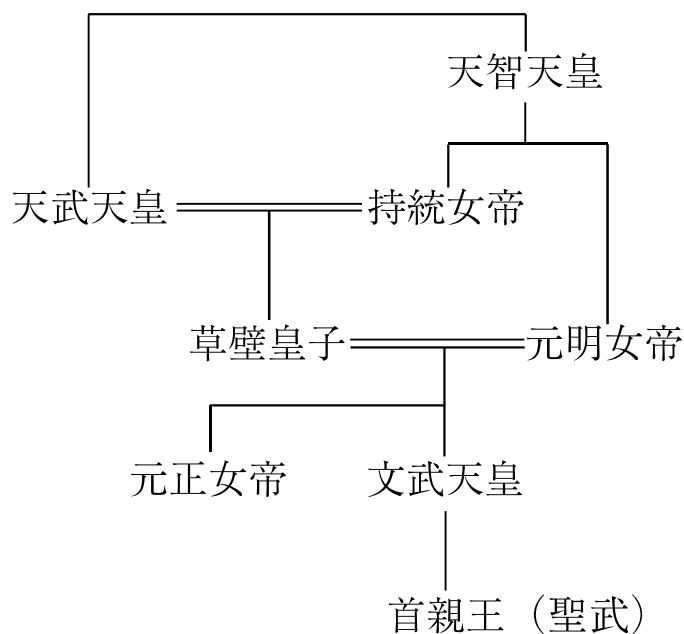 天智天皇
天武天皇
持統女帝
草壁皇子
元明女帝
元正女帝
文武天皇
首親王（聖武）